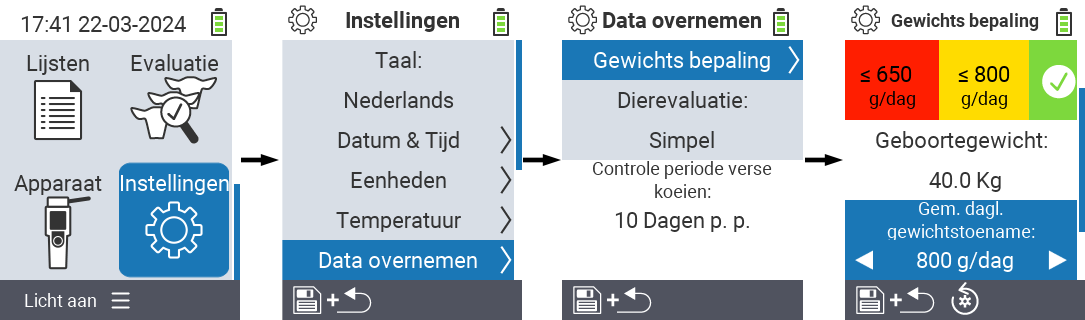 17:41 22-03-2024
Lijsten
Evaluatie
Apparaat
Instellingen
Licht aan
Instellingen
Taal:
Nederlands
Datum & Tijd
Eenheden
Temperatuur
Data overnemen
+
Data overnemen
Gewichts bepaling
Dierevaluatie:
Simpel
Controle periode verse
koeien:
10 Dagen p. p.
+
Gewichts bepaling
≤ 650
g/dag
≤ 800
g/dag
Geboortegewicht:
40.0 Kg
Gem. dagl.
gewichtstoename:
800 g/dag
+